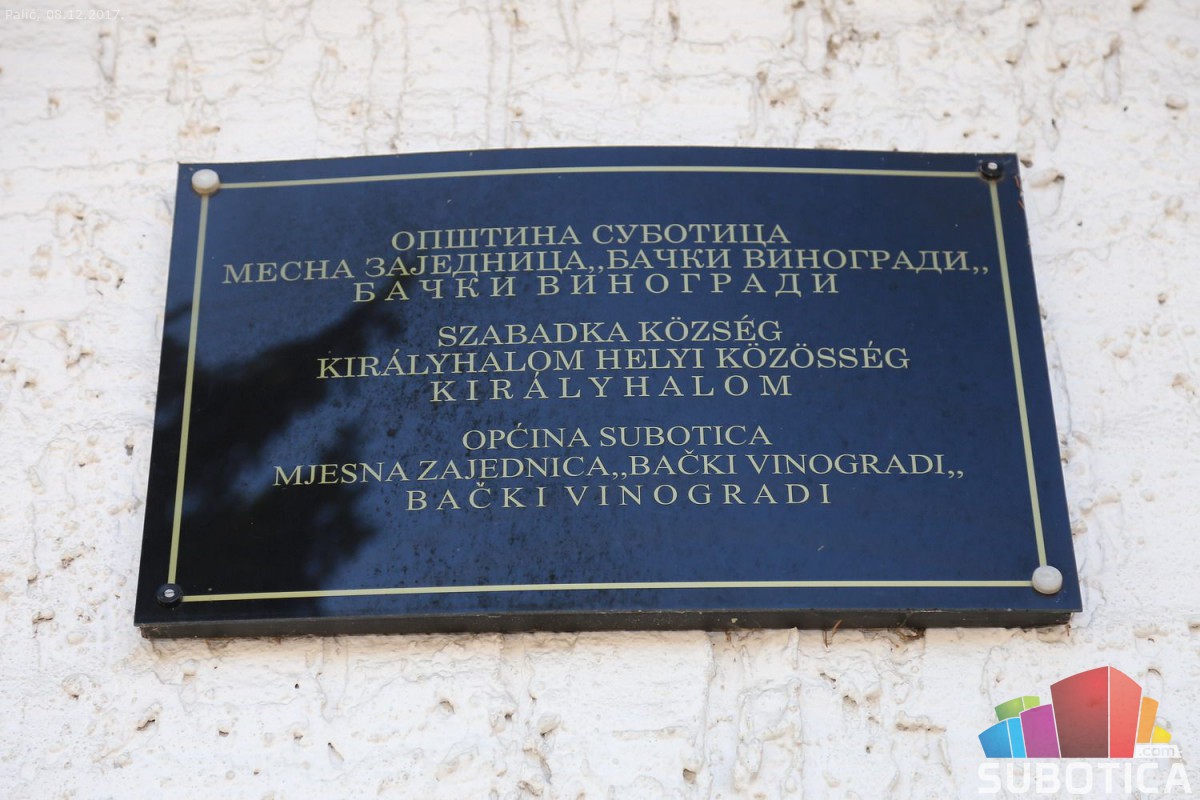 Palić, 08.12.2017.
ОПШТИНА СУБОТИЦА
МЕСНА ЗАЈЕДНИЦА,,БАЧКИ ВИНОГРАДИ,,
БАЧКИ ВИНОГРАДИ
SZABADKA KÖZSÉG
KIRÁLYHALOM HELYI KÖZÖSSÉG
KIRÁLYHALOM
OPĆINA SUBOTICA
MJESNA ZAJEDNICA,,BAČKI VINOGRADI,,
BAČKI VINOGRADI
.com
SUBOTICA